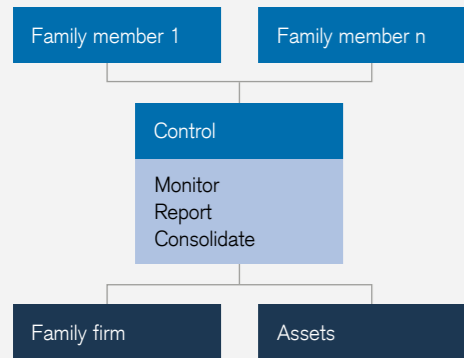 Family member 1
Family member n
Control
Monitor
Report
Consolidate
Family firm
Assets